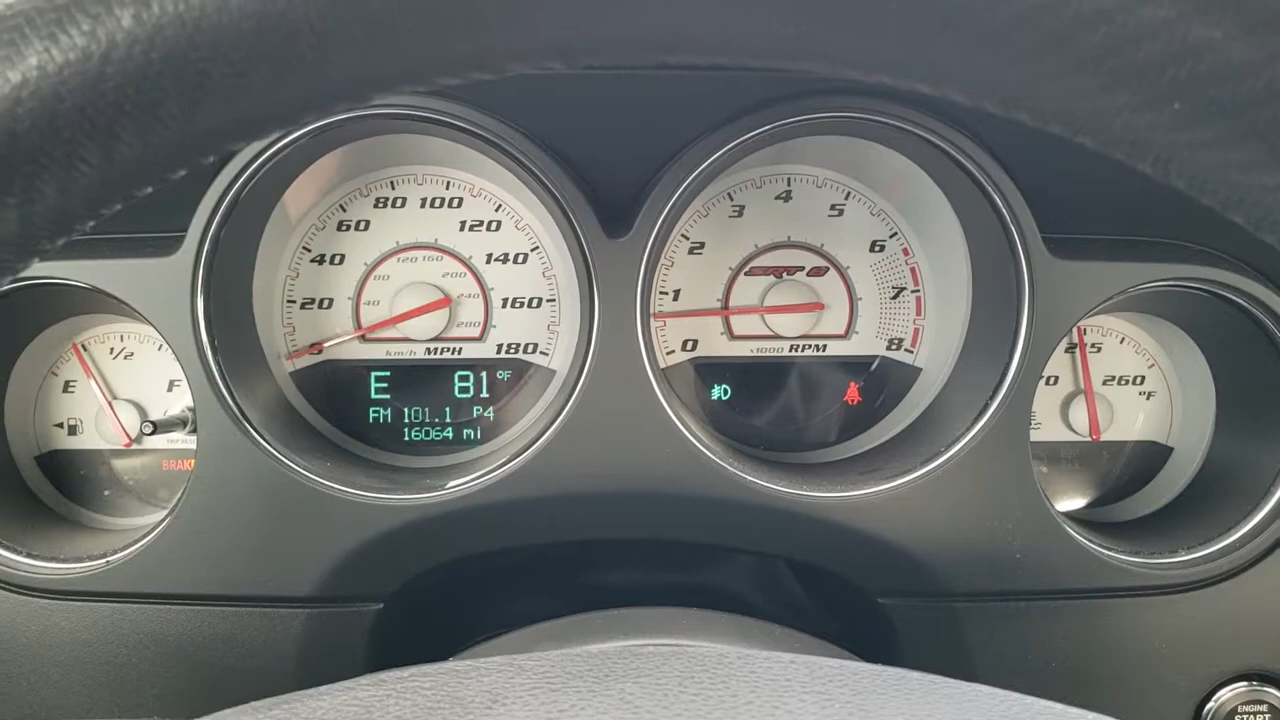 80 100
60 120
120 160
40 140
80 200
40 240
20 160
280
0 180
km/h MPH
E 81 °F
FM 101.1 P4
16064 mi
4
3 5
2 6
SRT 8
1 7
0 8
x1000 RPM
1/2
E F
BRAKE
260
°F
ENGINE
START